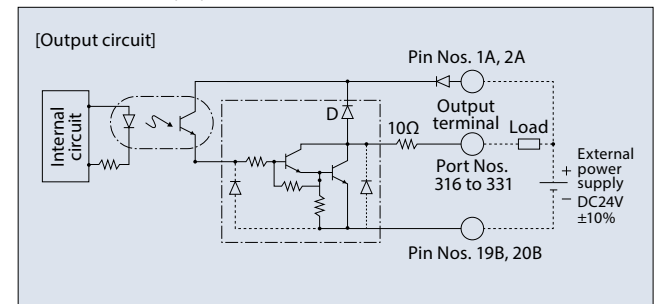 [Output circuit]
Pin Nos. 1A, 2A
Internal
circuit
D
10Ω
Output
terminal
Load
Port Nos.
316 to 331
External
+ power
supply
− DC24V
±10%
Pin Nos. 19B, 20B